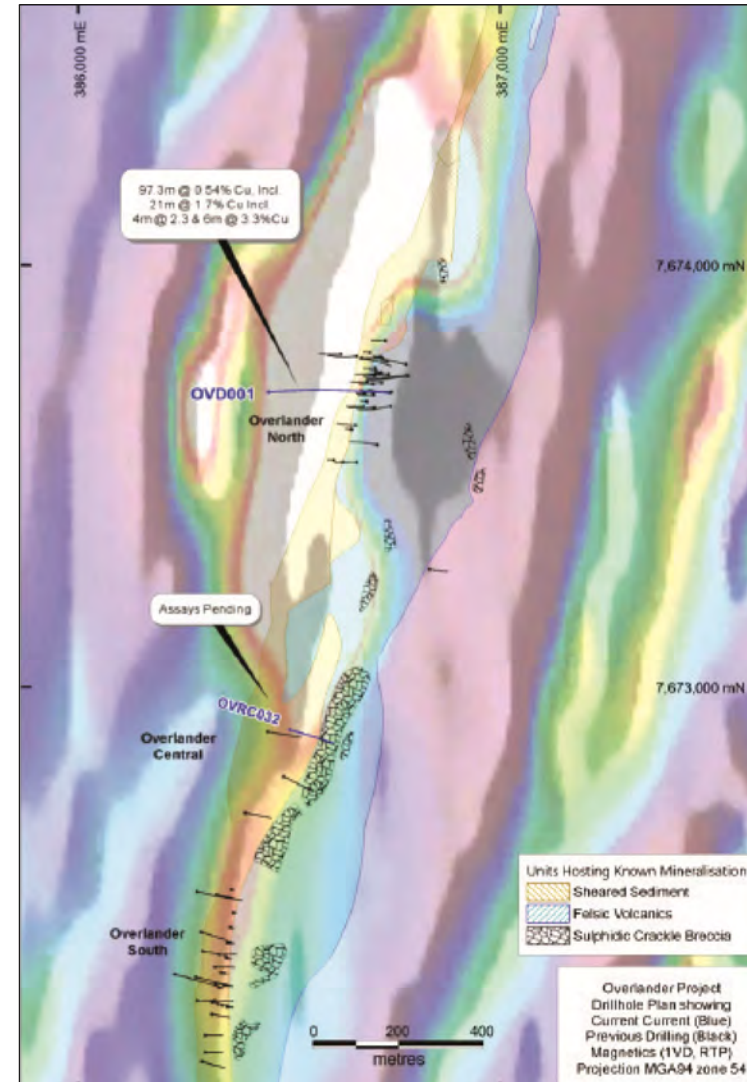 386,000 mE
387,000 mE
97.3m @ 0.54% Cu, Incl.
21m @ 1.7% Cu Incl.
4m @ 2.3 & 6m @ 3.3%Cu
7,674,000 mN
OVD001
Overlander
North
Assays Pending
7,673,000 mN
OVRC032
Overlander
Central
Overlander
South
Units Hosting Known Mineralisation
Sheared Sediment
Felsic Volcanics
Sulphidic Crackle Breccia
0 200 400
metres
Overlander Project
Drillhole Plan showing
Current Current (Blue)
Previous Drilling (Black)
Magnetics (1VD, RTP)
Projection MGA94 zone 54